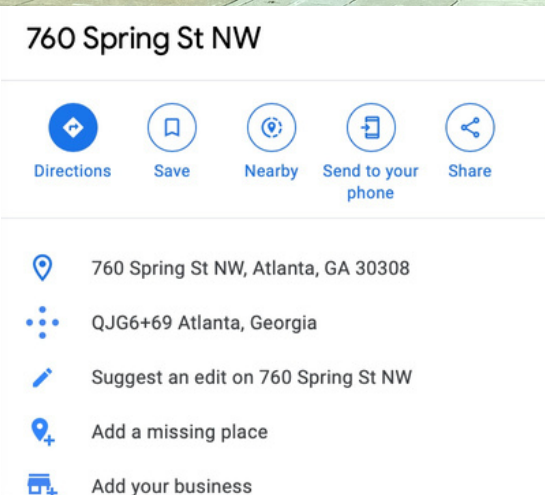 760 Spring St NW
Directions
Save
Nearby
Send to your
phone
Share
760 Spring St NW, Atlanta, GA 30308
QJG6+69 Atlanta, Georgia
Suggest an edit on 760 Spring St NW
Add a missing place
Add your business